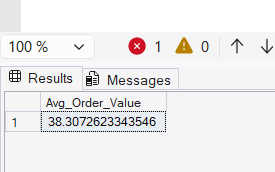 100 % 1 0
Results Messages
Avg_Order_Value
1 38.3072623343546